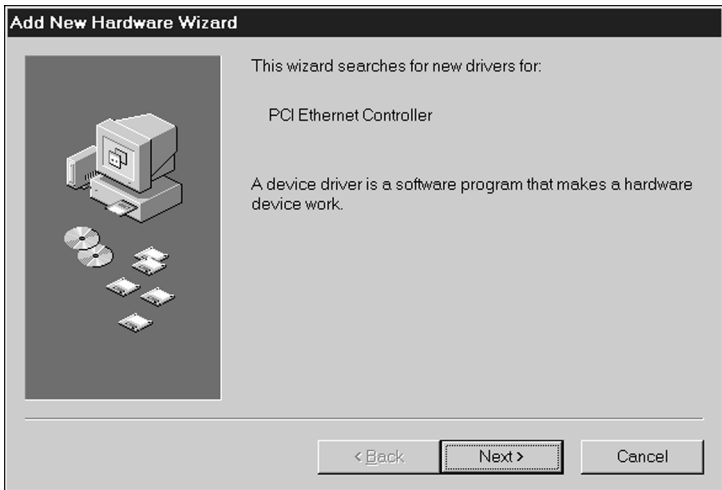 Add New Hardware Wizard
This wizard searches for new drivers for:
PCI Ethernet Controller
A device driver is a software program that makes a hardware
device work.
< Back
Next >
Cancel